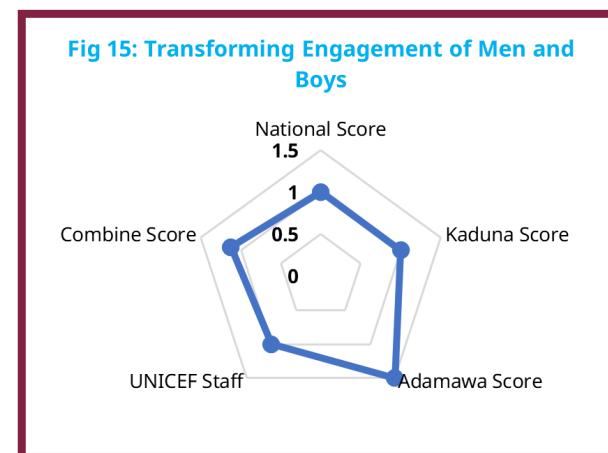 Fig 15: Transforming Engagement of Men and
Boys
National Score
1.5
1
0.5
0
Combine Score
Kaduna Score
UNICEF Staff
Adamawa Score